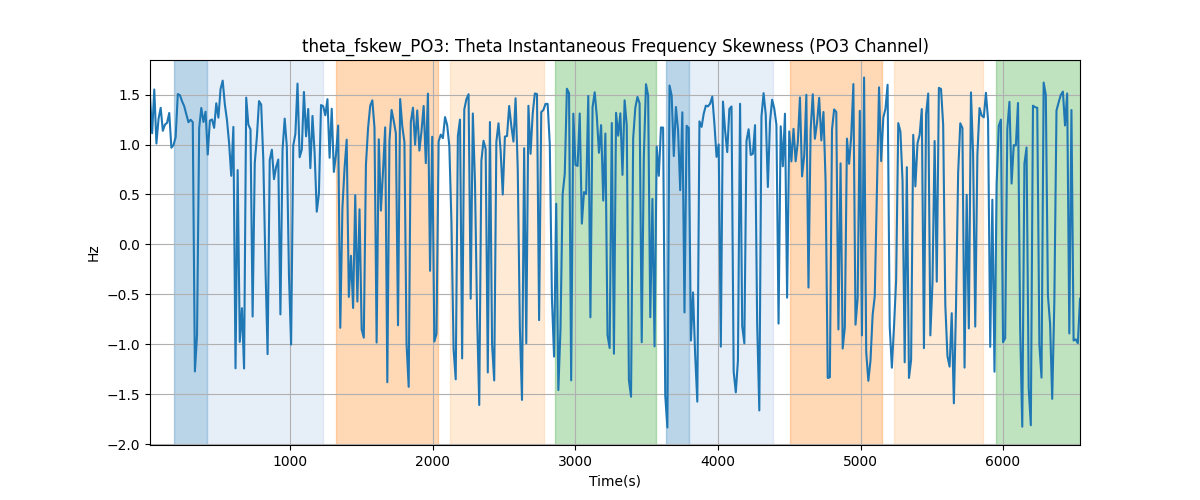 theta_fskew_PO3: Theta Instantaneous Frequency Skewness (PO3 Channel)
1.5
1.0
0.5
0.0
−0.5
−1.0
−1.5
−2.0
Hz
1000 2000 3000 4000 5000 6000
Time(s)